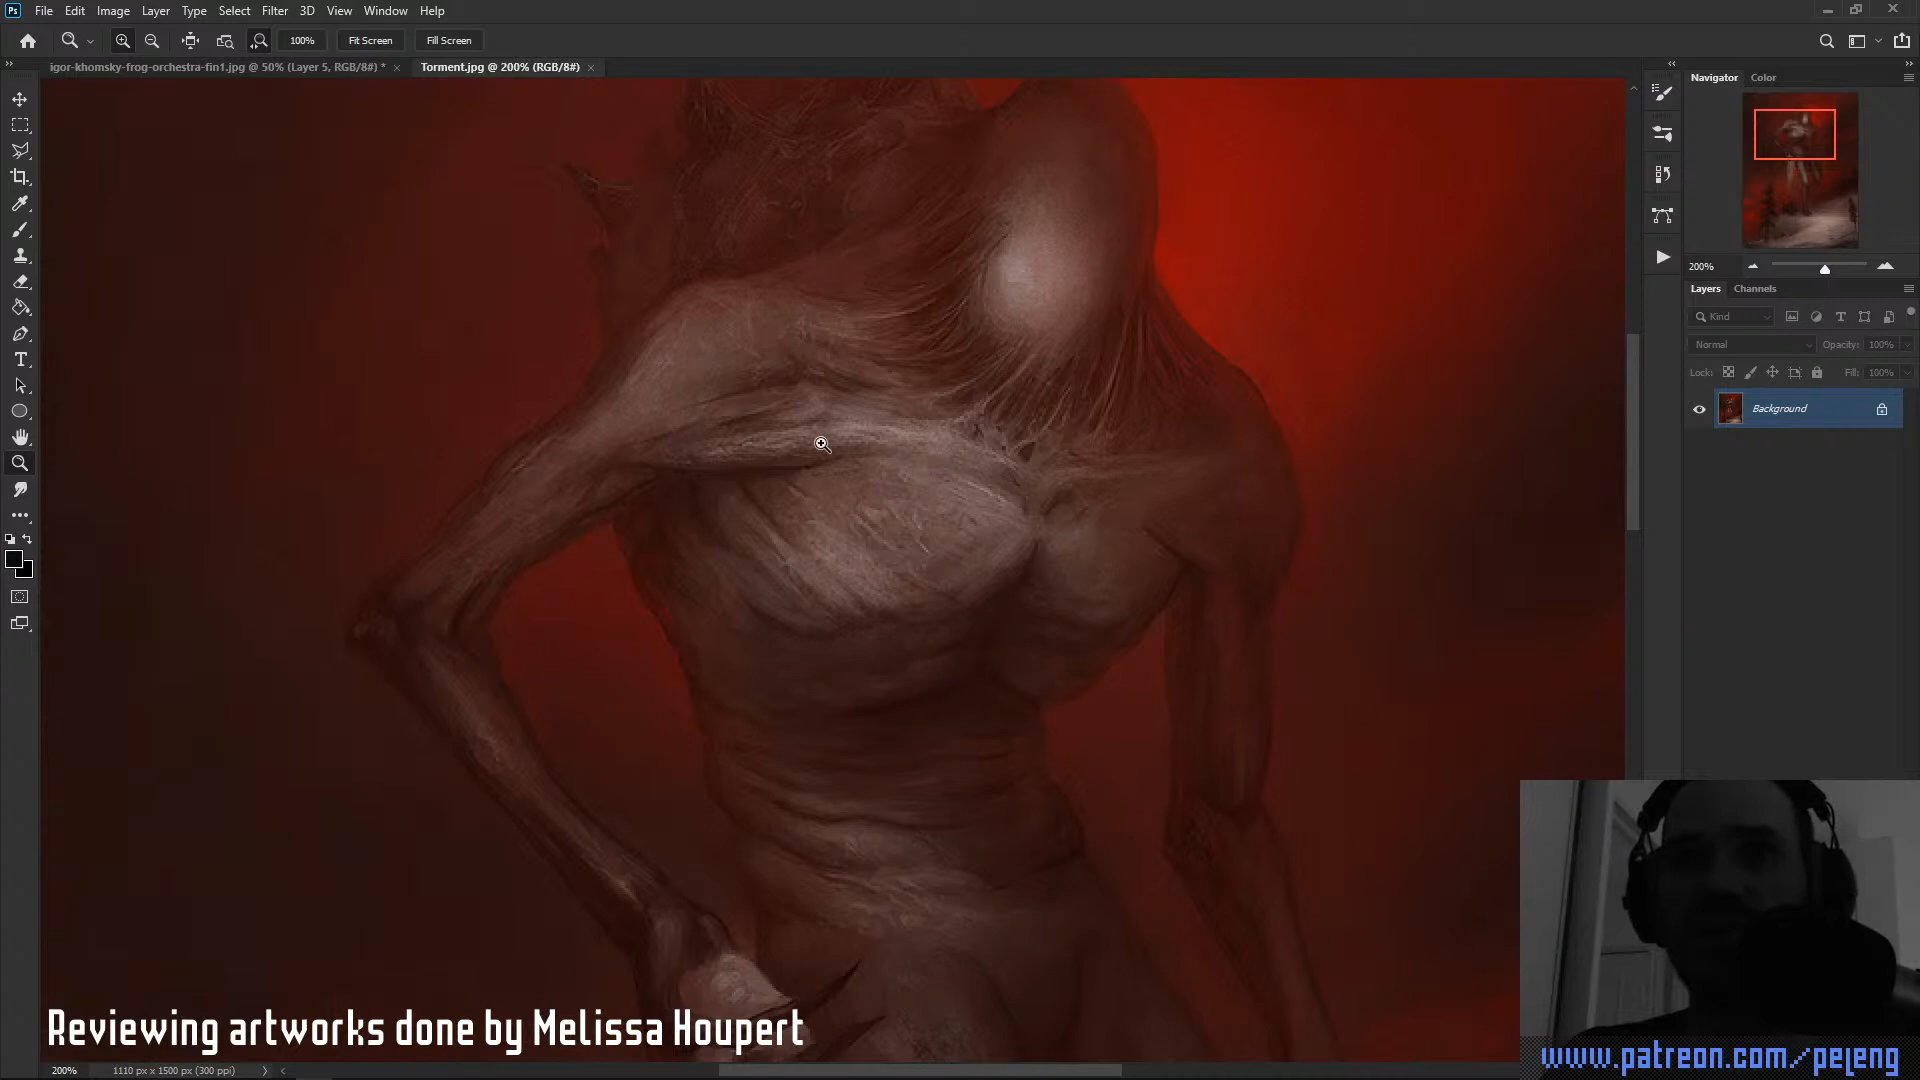 Ps File Edit Image Layer Type Select Filter 3D View Window Help
100% Fit Screen Fill Screen
igor-khomsky-frog-orchestra-fin1.jpg @ 50% (Layer 5, RGB/8#) * Torment.jpg @ 200% (RGB/8#)
Navigator Color
200%
Layers Channels
Kind
Normal Opacity: 100%
Lock: Fill: 100%
Background
Reviewing artworks done by Melissa Houpert
www.patreon.com/peleng
200% 1110 px x 1500 px (300 ppi)